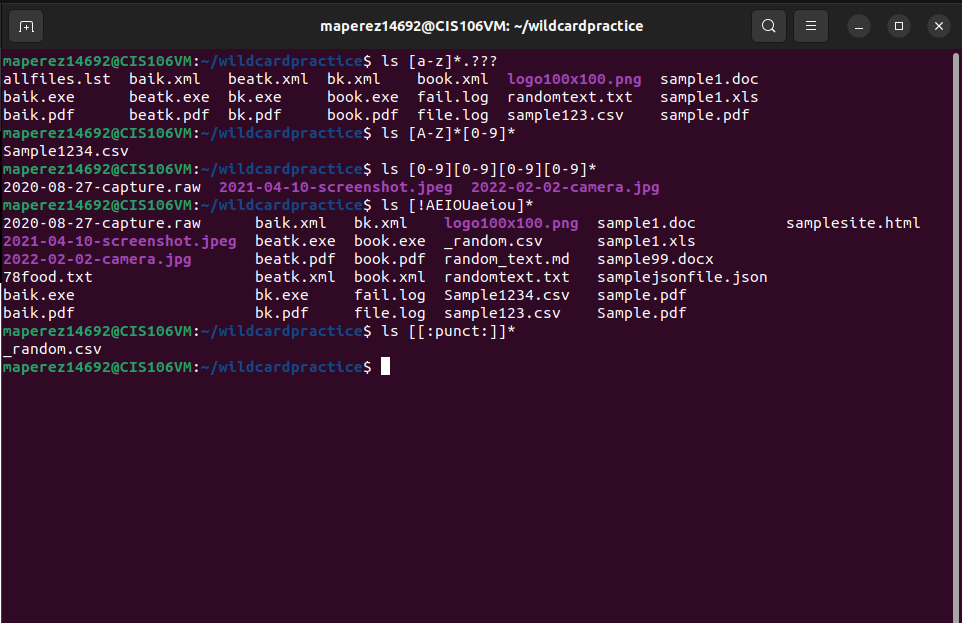 maperez14692@CIS106VM: ~/wildcardpractice
maperez14692@CIS106VM:~/wildcardpractice$ ls [a-z]*.???
allfiles.lst  baik.xml   beatk.xml  bk.xml    book.xml  logo100x100.png  sample1.doc
baik.exe      beatk.exe  bk.exe     book.exe  fail.log  randomtext.txt   sample1.xls
baik.pdf      beatk.pdf  bk.pdf     book.pdf  file.log  sample123.csv    sample.pdf
maperez14692@CIS106VM:~/wildcardpractice$ ls [A-Z]*[0-9]*
Sample1234.csv
maperez14692@CIS106VM:~/wildcardpractice$ ls [0-9][0-9][0-9][0-9]*
2020-08-27-capture.raw  2021-04-10-screenshot.jpeg  2022-02-02-camera.jpg
maperez14692@CIS106VM:~/wildcardpractice$ ls [!AEIOUaeiou]*
2020-08-27-capture.raw      baik.xml   bk.xml    logo100x100.png  sample1.doc          samplesite.html
2021-04-10-screenshot.jpeg  beatk.exe  book.exe  _random.csv      sample1.xls
2022-02-02-camera.jpg       beatk.pdf  book.pdf  random_text.md   sample99.docx
78food.txt                  beatk.xml  book.xml  randomtext.txt   samplejsonfile.json
baik.exe                    bk.exe     fail.log  Sample1234.csv   sample.pdf
baik.pdf                    bk.pdf     file.log  sample123.csv    Sample.pdf
maperez14692@CIS106VM:~/wildcardpractice$ ls [[:punct:]]*
_random.csv
maperez14692@CIS106VM:~/wildcardpractice$